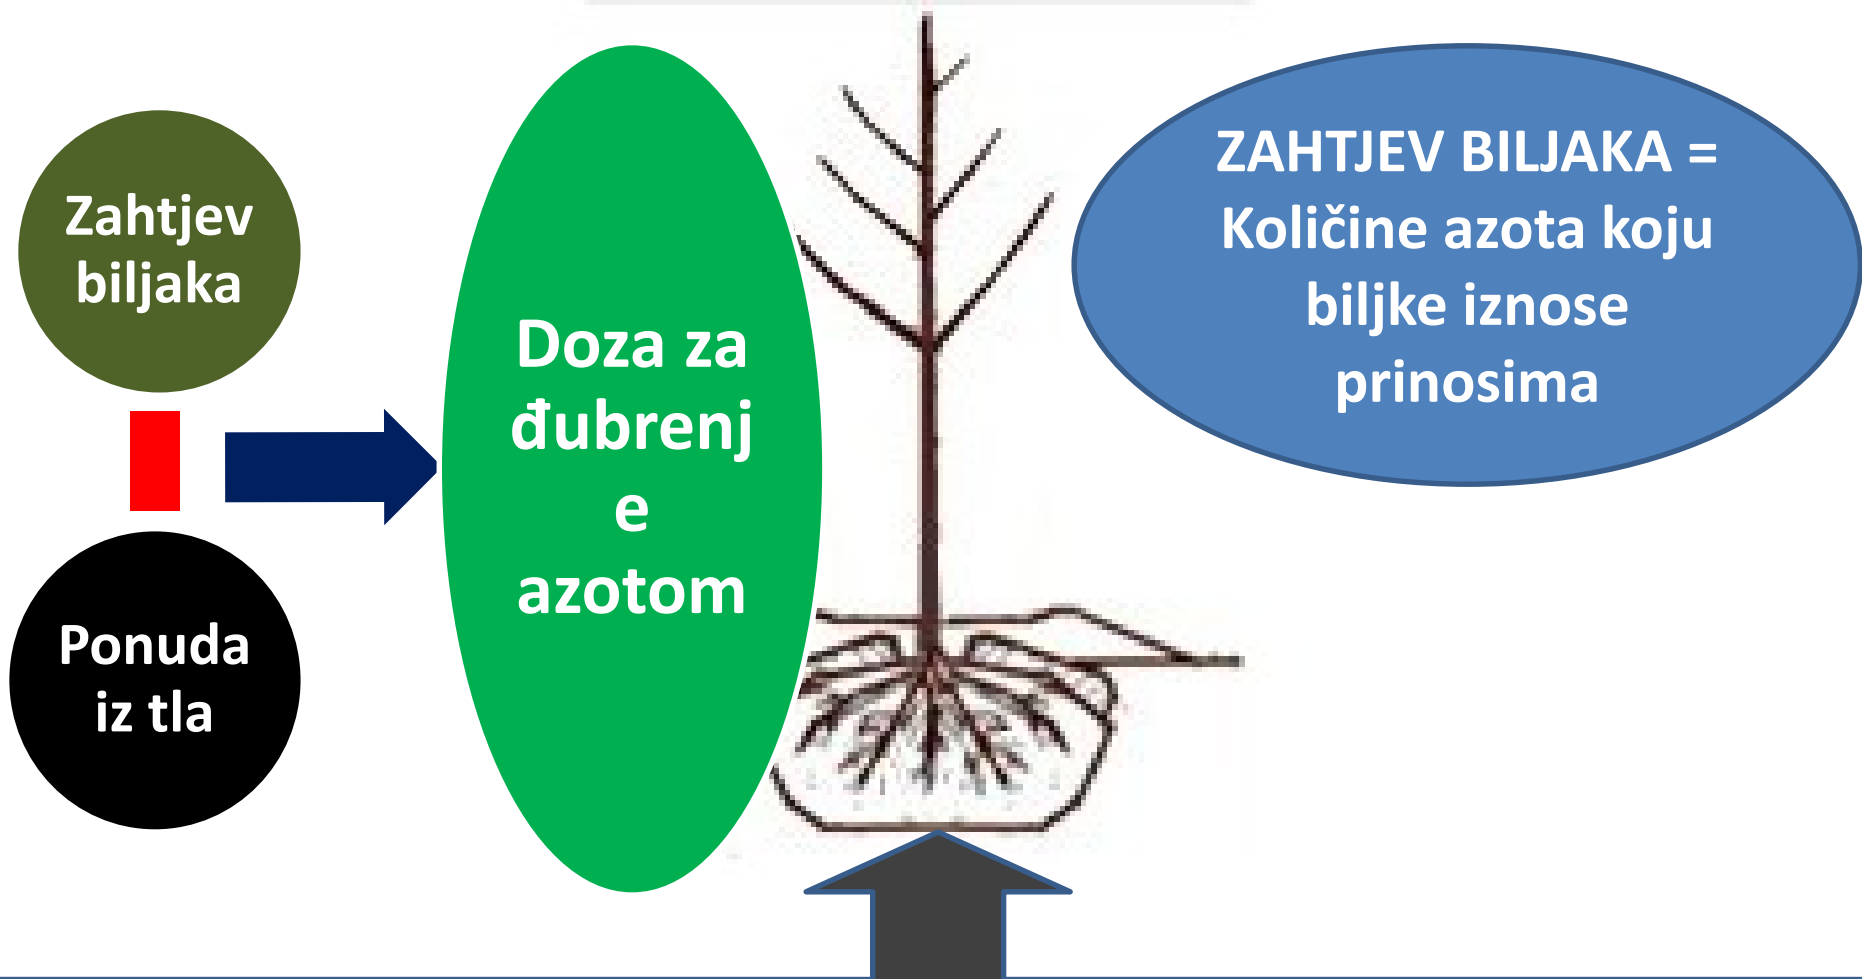 Zahtjev
biljaka
Ponuda
iz tla
Doza za
đubrenj
e
azotom
ZAHTJEV BILJAKA =
Količine azota koju
biljke iznose
prinosima